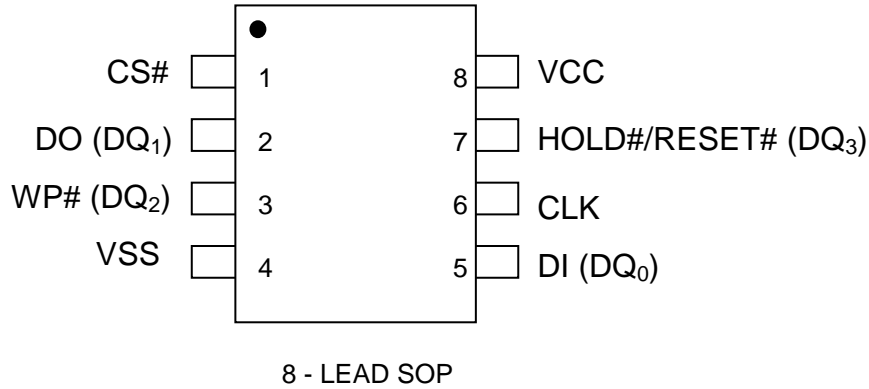 CS# 1 8 VCC
DO (DQ₁) 2 7 HOLD#/RESET# (DQ₃)
WP# (DQ₂) 3 6 CLK
VSS 4 5 DI (DQ₀)
8 - LEAD SOP